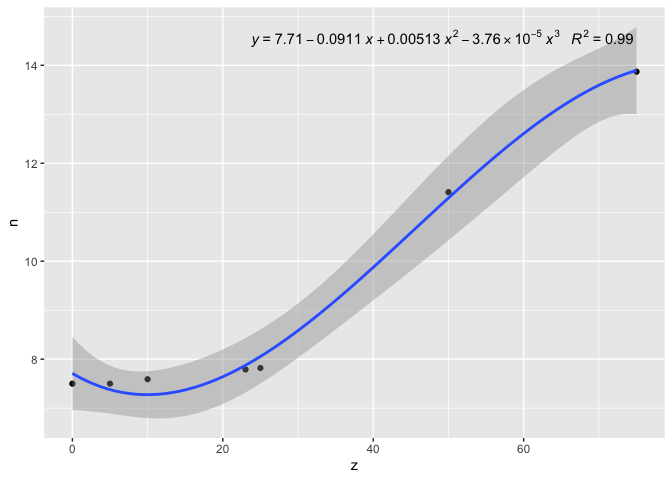 y = 7.71 − 0.0911 x + 0.00513 x² − 3.76 × 10⁻⁵ x³ R² = 0.99
14
12
10
8
n
0 20 40 60
z